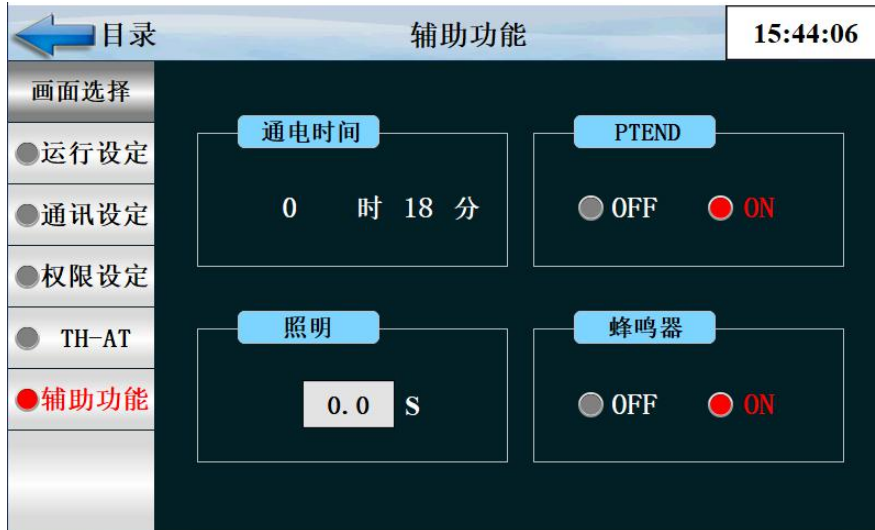 目录
辅助功能
15:44:06
画面选择
运行设定
通讯设定
权限设定
TH-AT
辅助功能
通电时间
0 时 18 分
PTEND
OFF ON
照明
0.0 S
蜂鸣器
OFF ON